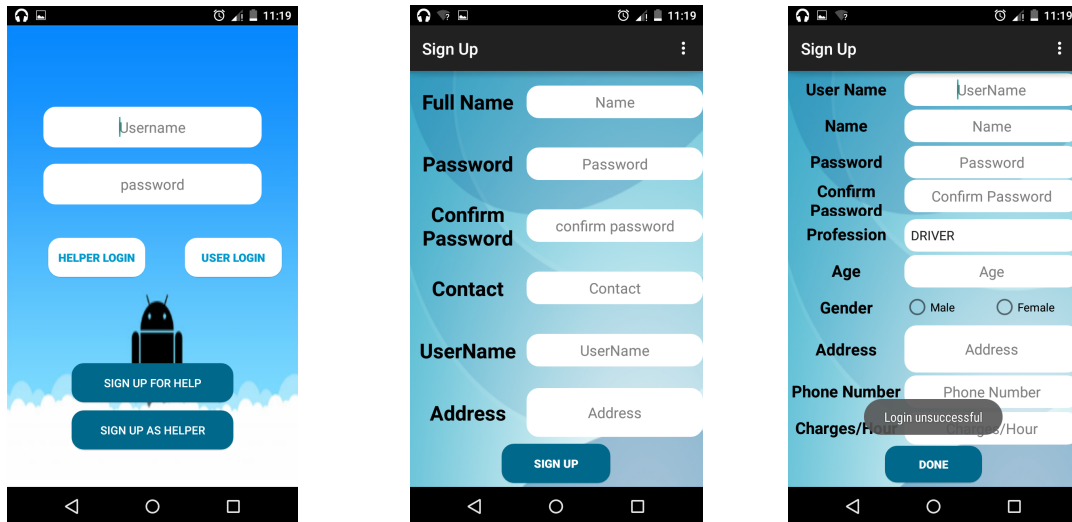 11:19
Username
password
HELPER LOGIN
USER LOGIN
SIGN UP FOR HELP
SIGN UP AS HELPER
11:19
Sign Up
Full Name
Name
Password
Password
Confirm
Password
confirm password
Contact
Contact
UserName
UserName
Address
Address
SIGN UP
11:19
Sign Up
User Name
UserName
Name
Name
Password
Password
Confirm
Password
Confirm Password
Profession
DRIVER
Age
Age
Gender
Male
Female
Address
Address
Phone Number
Phone Number
Login unsuccessful
Charges/Hour
Charges/Hour
DONE